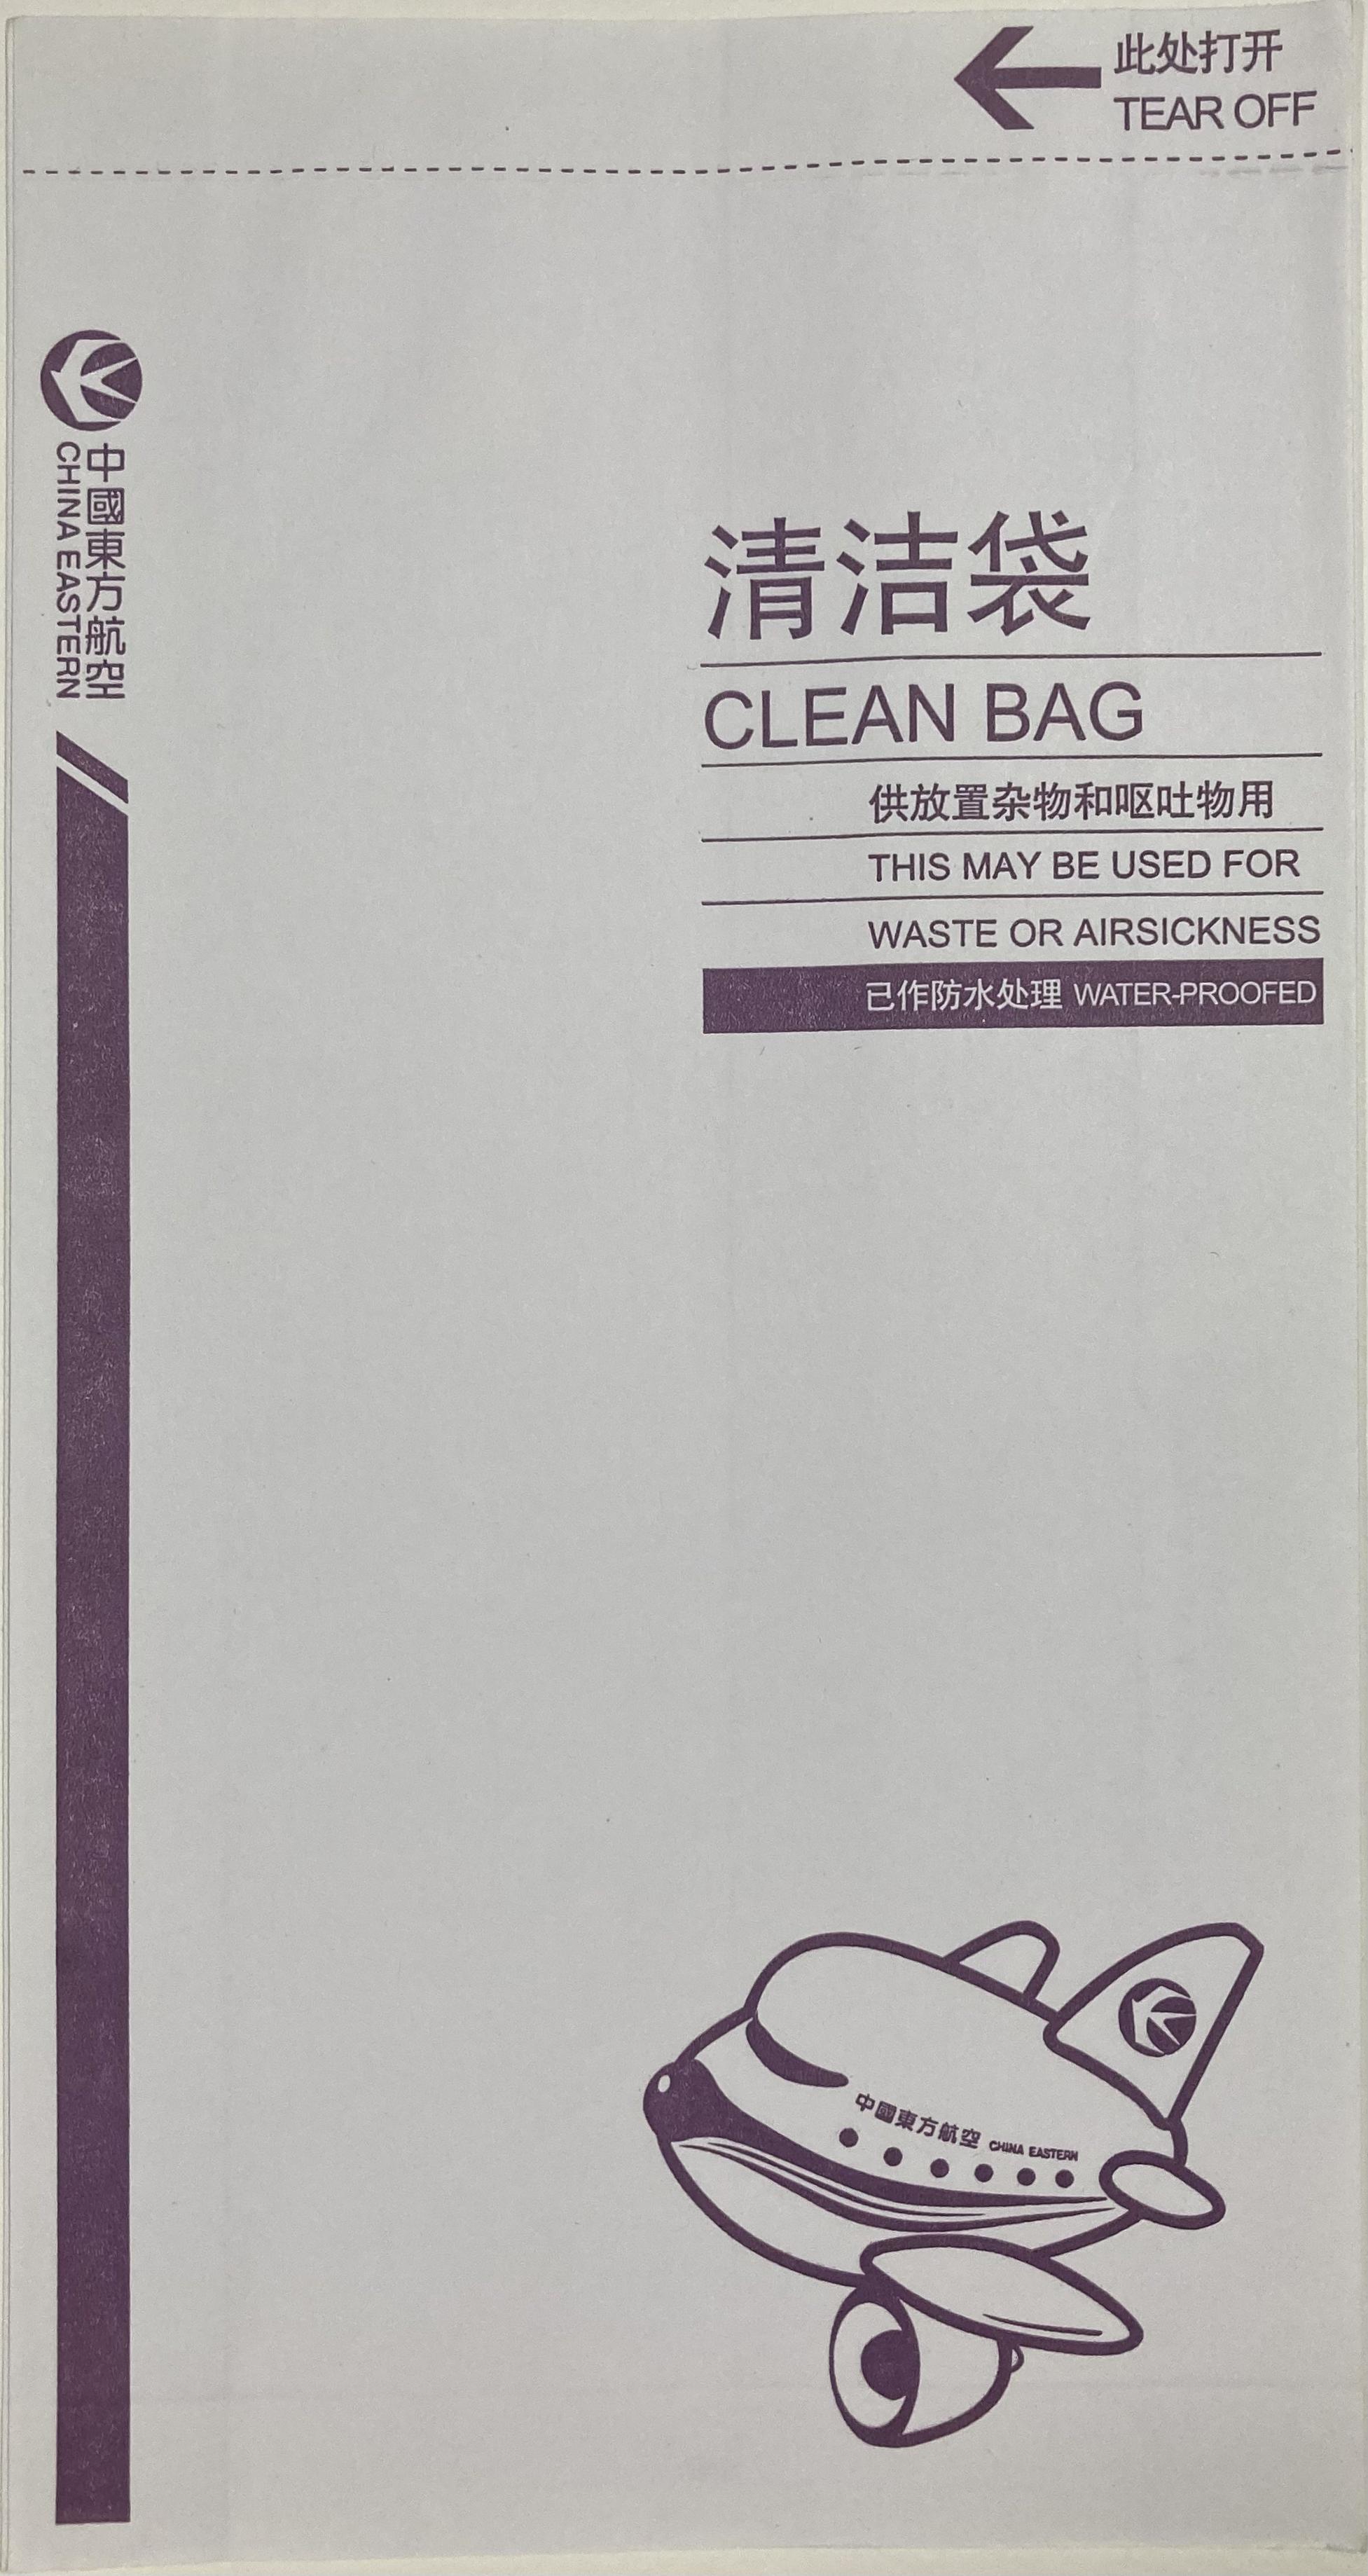 此处打开
TEAR OFF
中國東方航空
CHINA EASTERN
清洁袋
CLEAN BAG
供放置杂物和呕吐物用
THIS MAY BE USED FOR
WASTE OR AIRSICKNESS
已作防水处理 WATER-PROOFED
中國東方航空 CHINA EASTERN